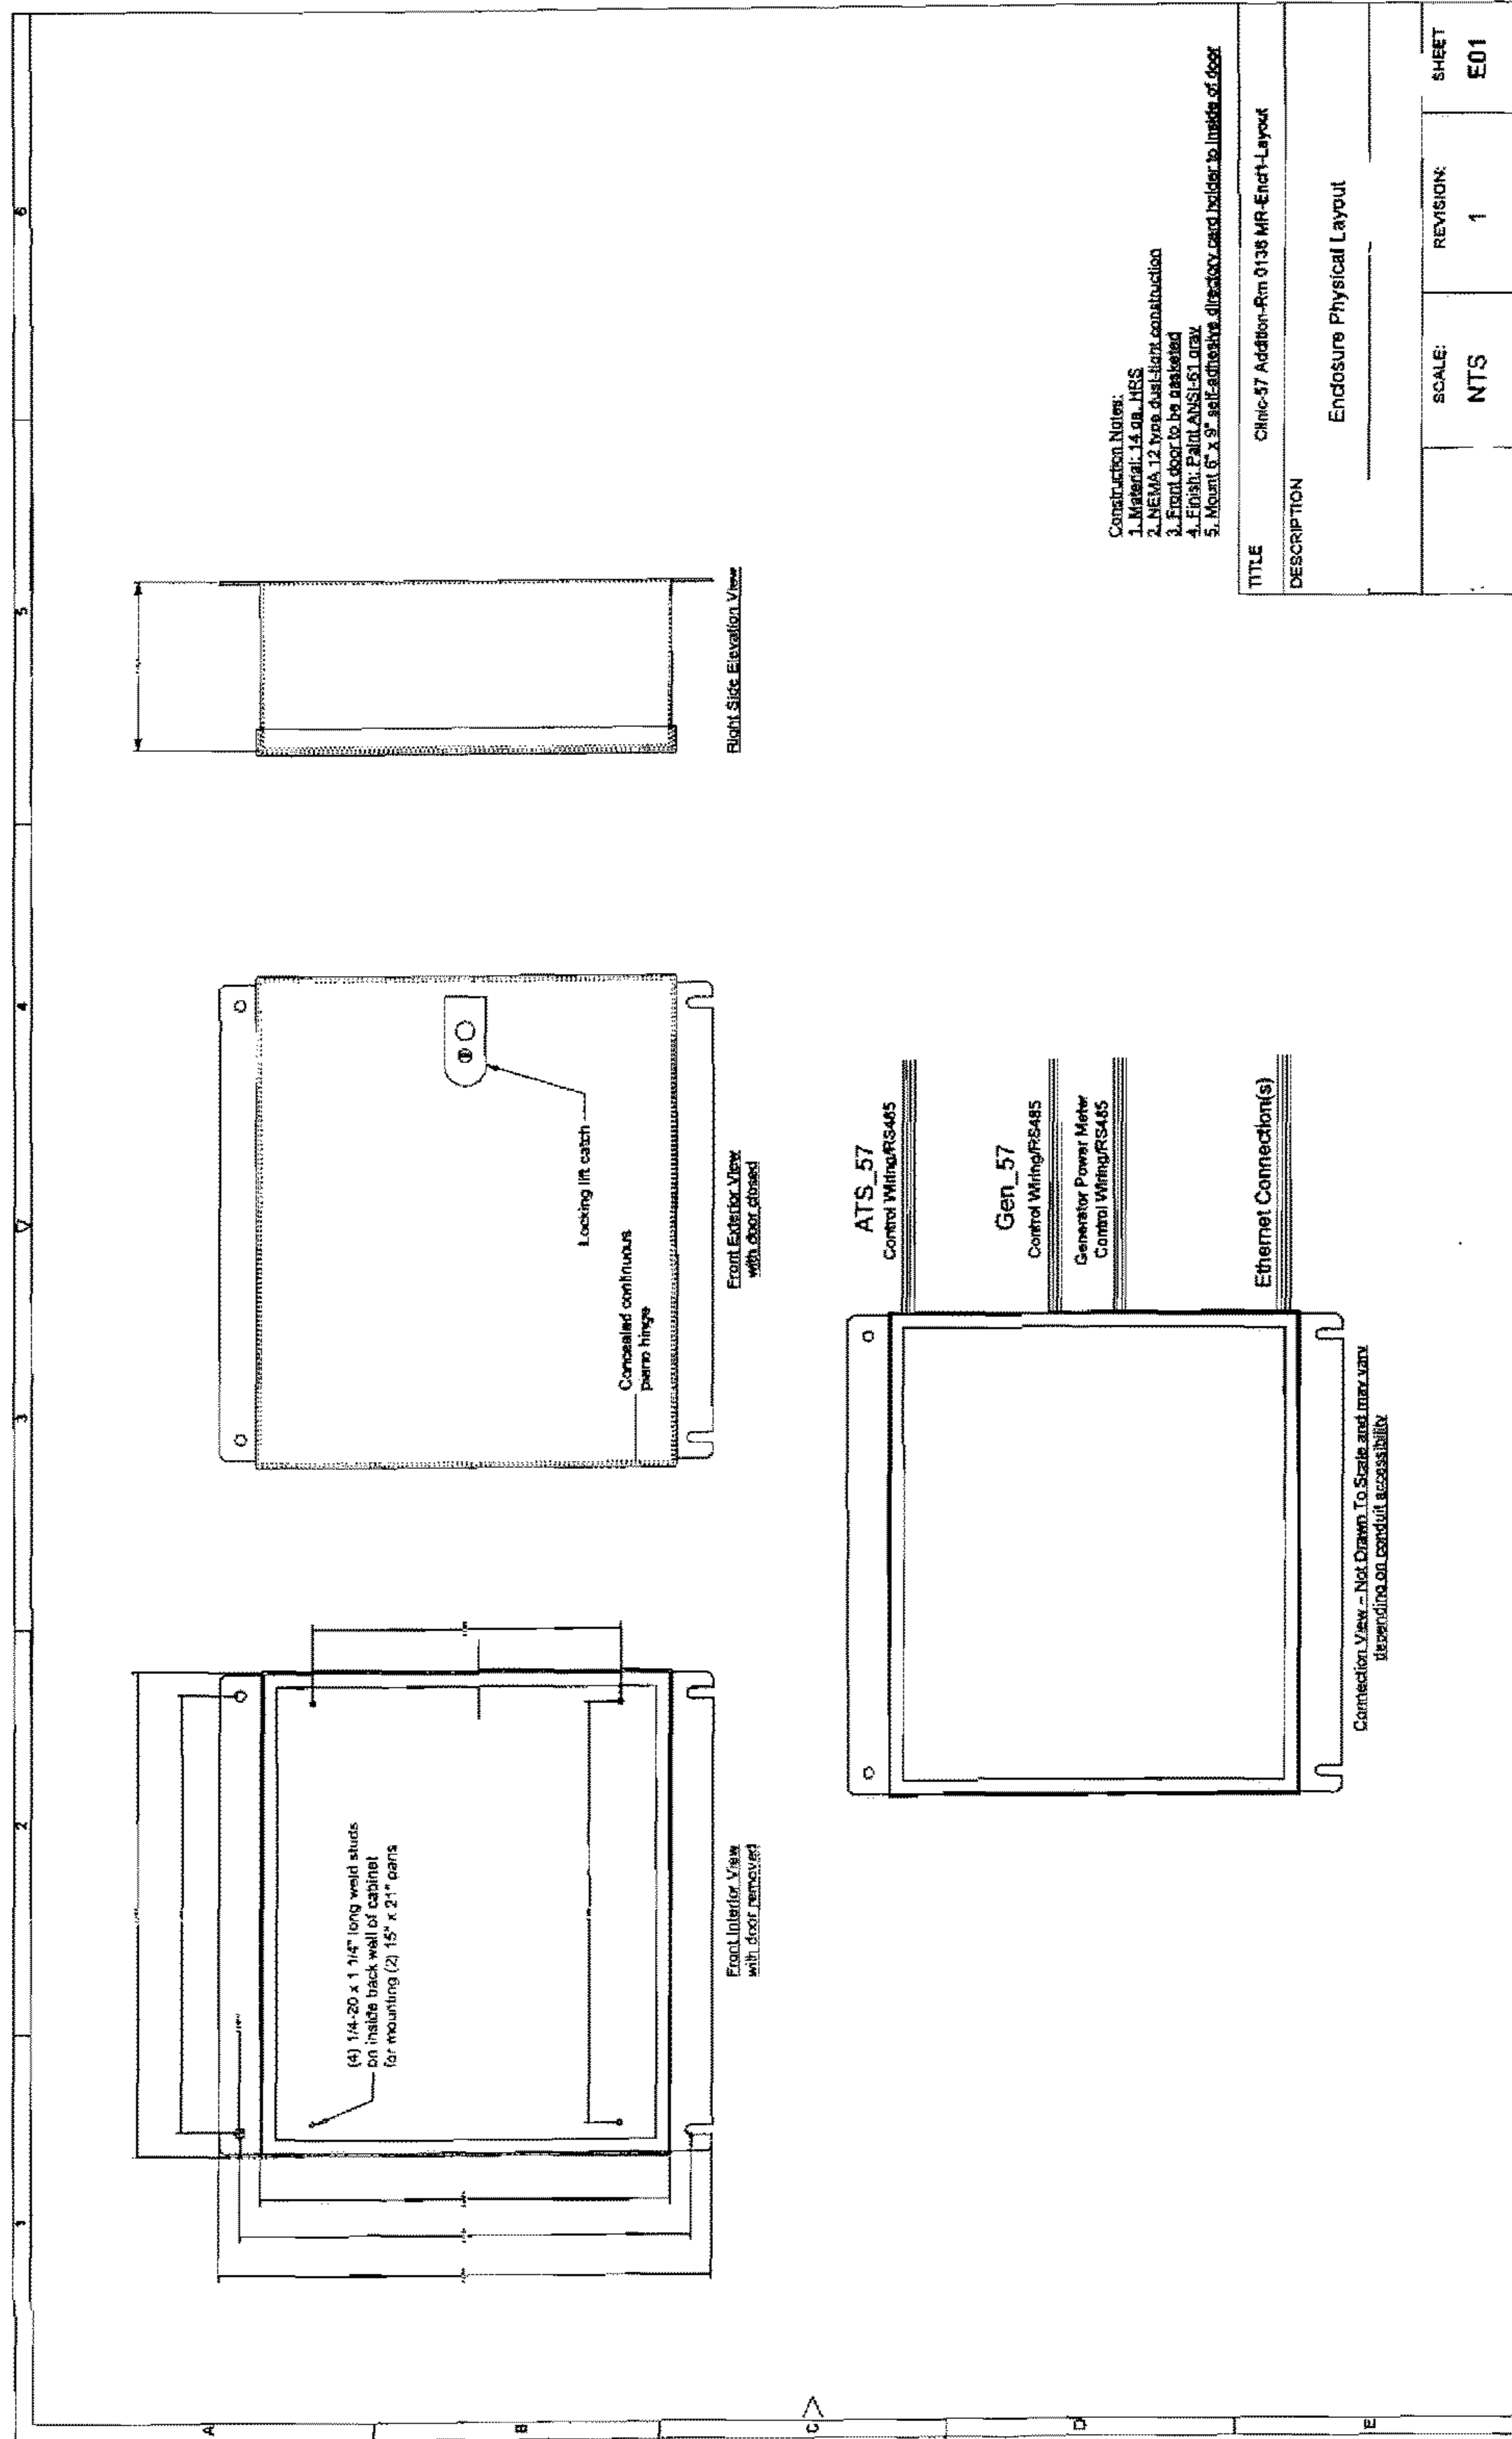 1
2
3
4
5
6
A
B
C
D
E
(4) 1/4-20 x 1 1/4" long weld studs
on inside back wall of cabinet
for mounting (2) 15" x 21" pans
Front Interior View
with door removed
Locking lift catch
Concealed continuous
piano hinge
Front Exterior View
with door closed
Right Side Elevation View
ATS_57
Control Wiring/RS485
Gen_57
Control Wiring/RS485
Generator Power Meter
Control Wiring/RS485
Ethernet Connection(s)
Connection View – Not Drawn To Scale and may vary
depending on conduit accessibility
Construction Notes:
1. Material: 14 ga. HRS
2. NEMA 12 type dust-tight construction
3. Front door to be gasketed
4. Finish: Paint ANSI-61 gray
5. Mount 6" x 9" self-adhesive directory card holder to inside of door
TITLE
Clinic-57 Addition-Rm 0136 MR-Encl1-Layout
DESCRIPTION
Enclosure Physical Layout
SCALE:
NTS
REVISION:
1
SHEET
E01